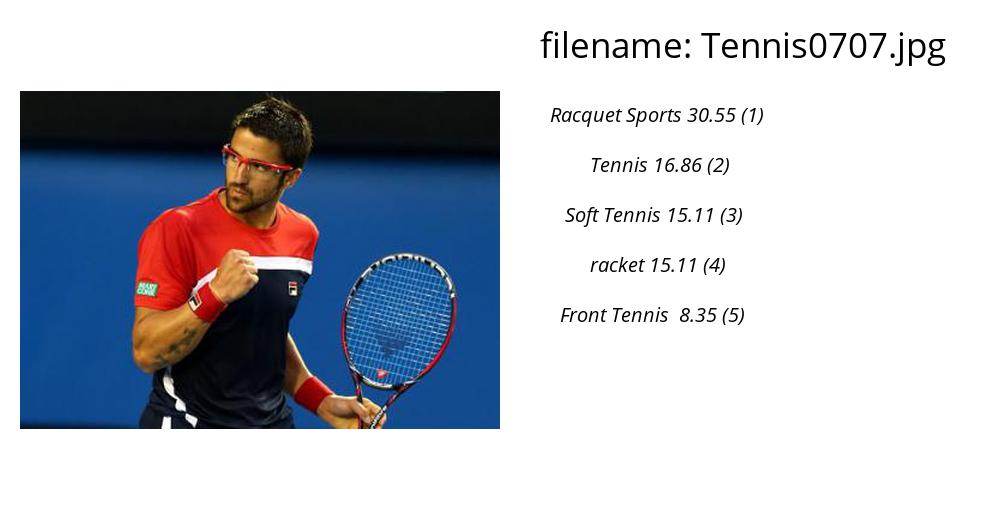 filename: Tennis0707.jpg
Racquet Sports 30.55 (1)
Tennis 16.86 (2)
Soft Tennis 15.11 (3)
racket 15.11 (4)
Front Tennis  8.35 (5)
FILA